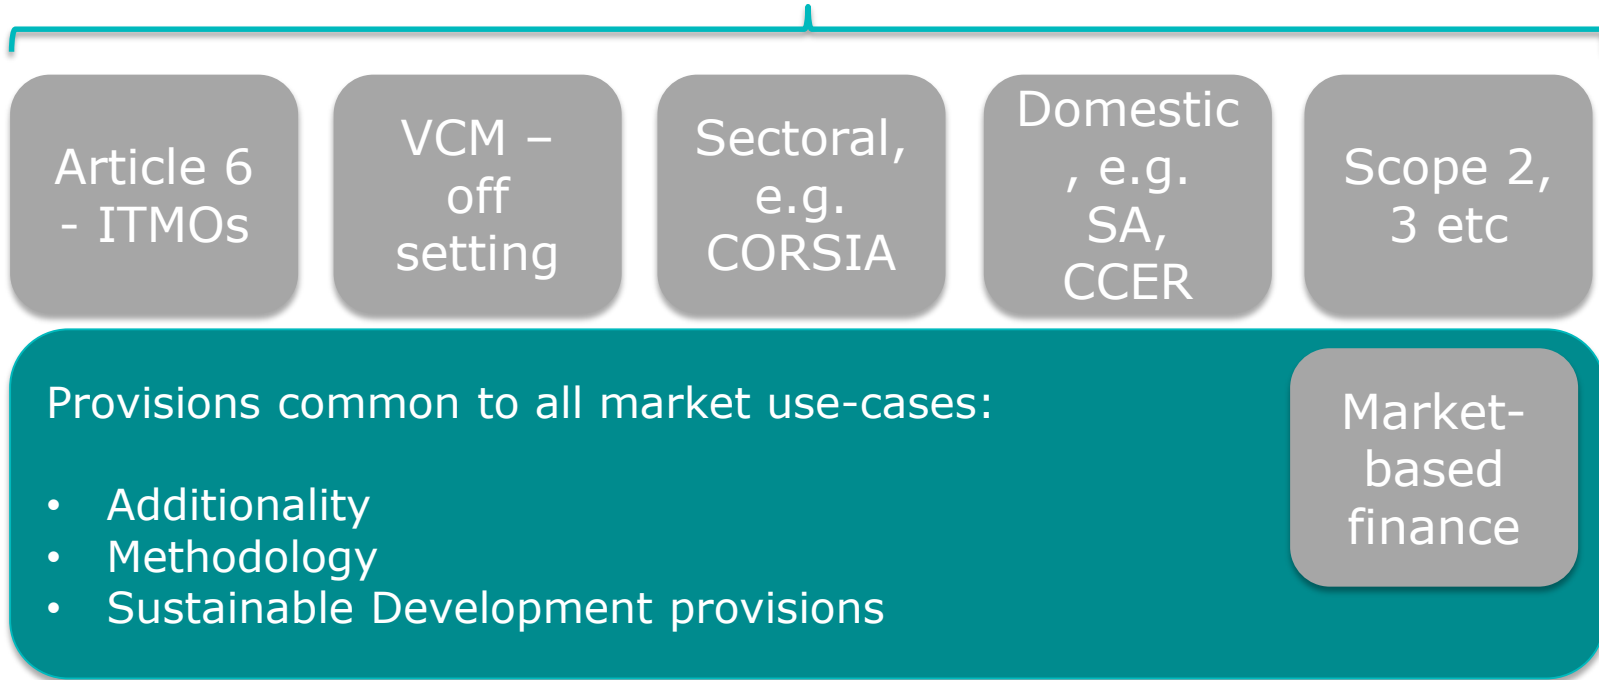 Article 6
- ITMOs
VCM –
off
setting
Sectoral,
e.g.
CORSIA
Domestic
, e.g.
SA,
CCER
Scope 2,
3 etc
Provisions common to all market use-cases:
• Additionality
• Methodology
• Sustainable Development provisions
Market-
based
finance